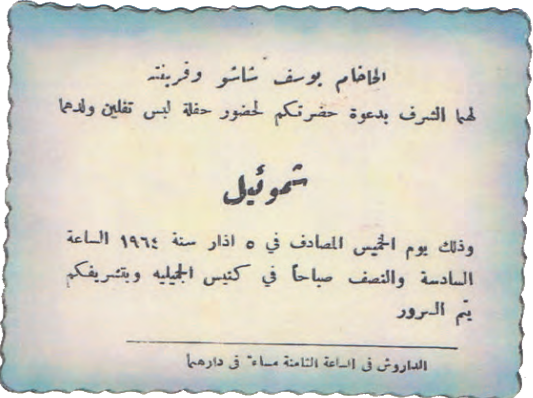 الحاخام يوسف شاشو وقرينته
لهما الشرف بدعوة حضرتكم لحضور حفلة لبس تفلين ولدهما
شموئيل
وذلك يوم الخميس المصادف في ٥ اذار سنة ١٩٦٤ الساعة
السادسة والنصف صباحاً في كنيس الجميليه وبتشريفكم
يتم السرور
الداروش في الساعة الثامنة مساءً في دارهما